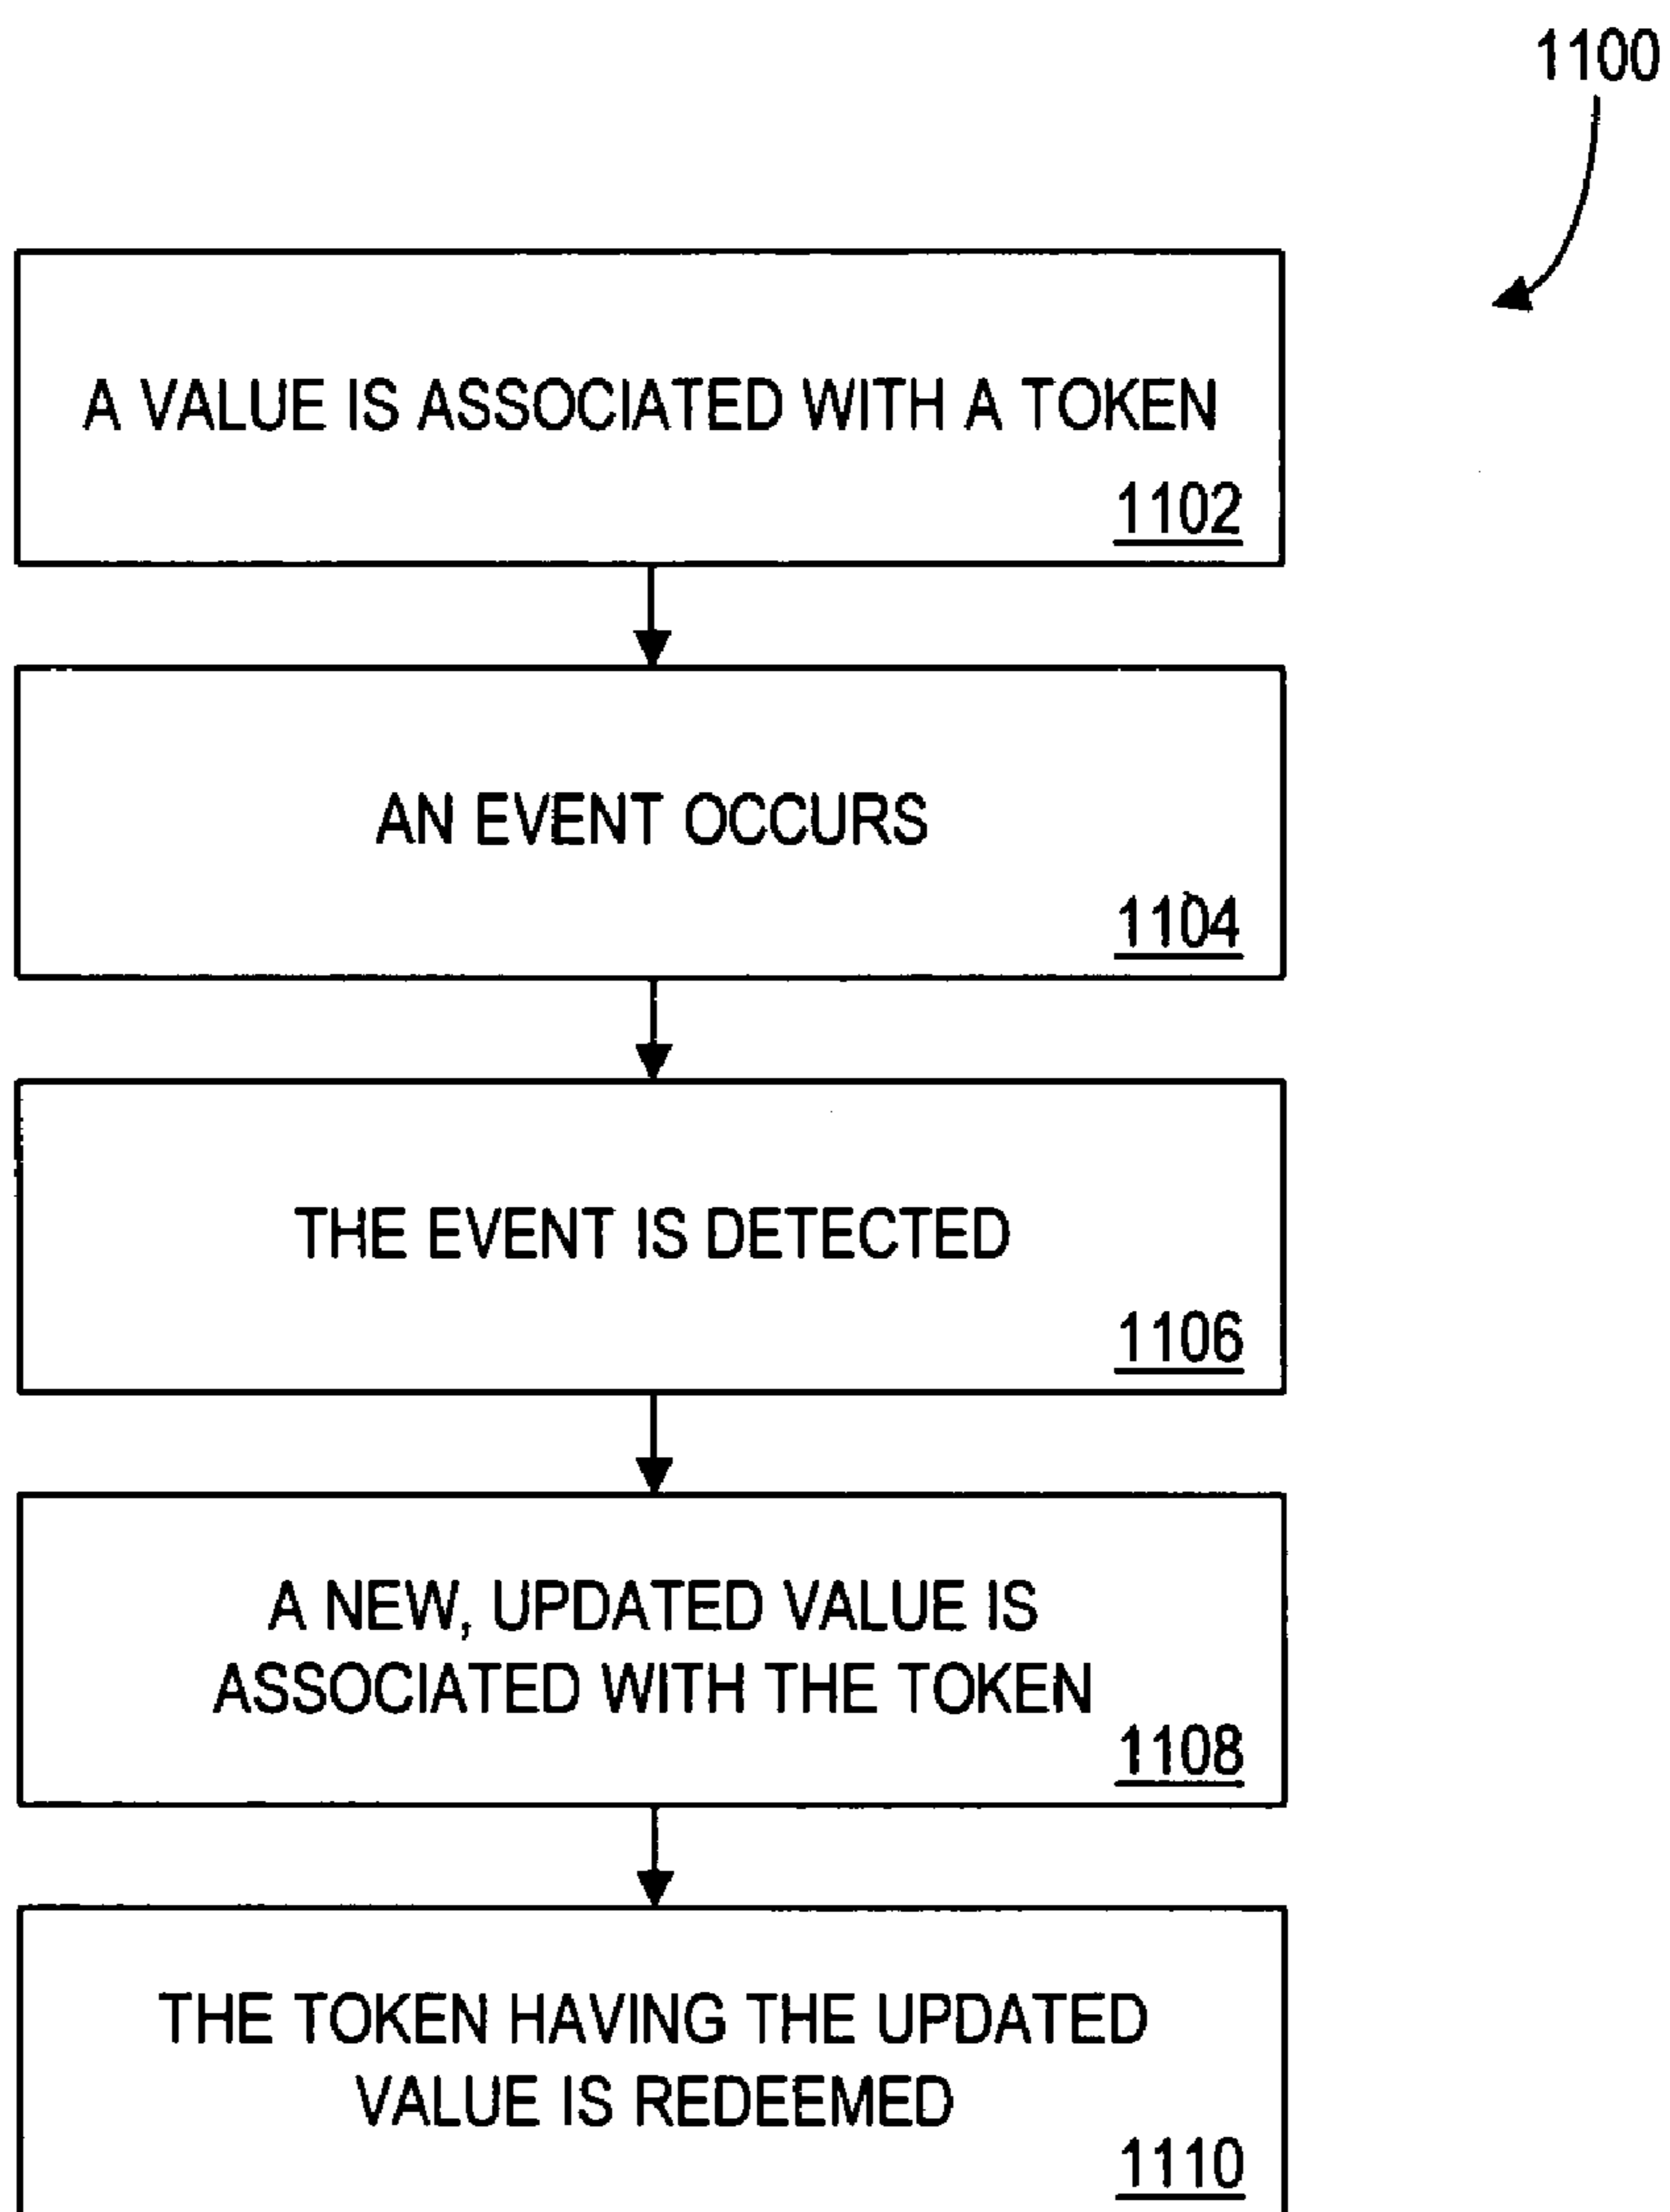 1100
A VALUE IS ASSOCIATED WITH A TOKEN
1102
AN EVENT OCCURS
1104
THE EVENT IS DETECTED
1106
A NEW, UPDATED VALUE IS
ASSOCIATED WITH THE TOKEN
1108
THE TOKEN HAVING THE UPDATED
VALUE IS REDEEMED
1110